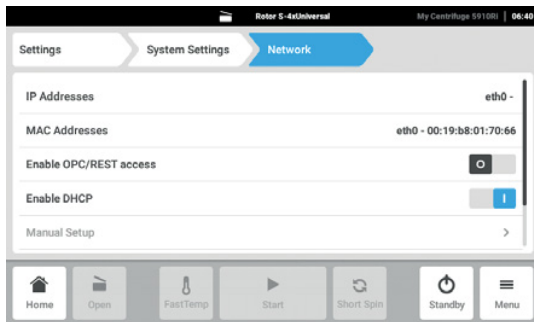 Rotor S-4xUniversal My Centrifuge 5910Ri | 06:40
Settings System Settings Network
IP Addresses eth0 -
MAC Addresses eth0 - 00:19:b8:01:70:66
Enable OPC/REST access O
Enable DHCP I
Manual Setup >
Home Open FastTemp Start Short Spin Standby Menu